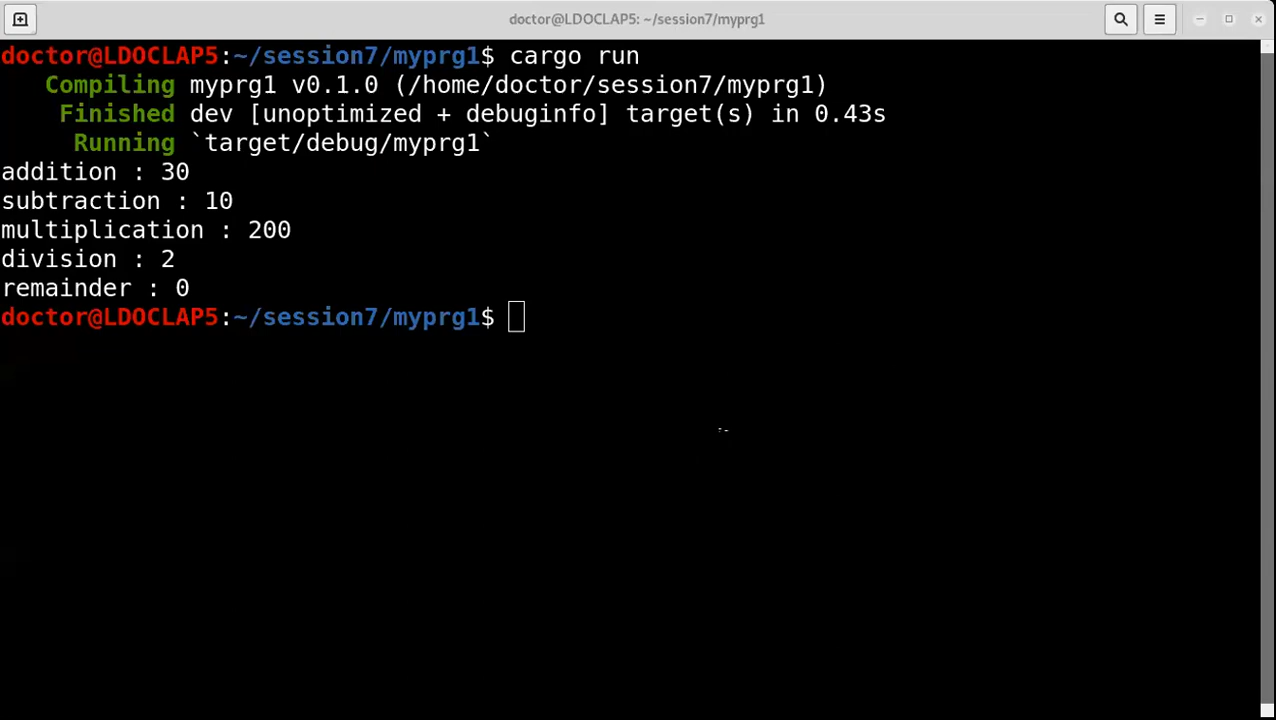 doctor@LDOCLAP5: ~/session7/myprg1
doctor@LDOCLAP5:~/session7/myprg1$ cargo run
   Compiling myprg1 v0.1.0 (/home/doctor/session7/myprg1)
    Finished dev [unoptimized + debuginfo] target(s) in 0.43s
     Running `target/debug/myprg1`
addition : 30
subtraction : 10
multiplication : 200
division : 2
remainder : 0
doctor@LDOCLAP5:~/session7/myprg1$